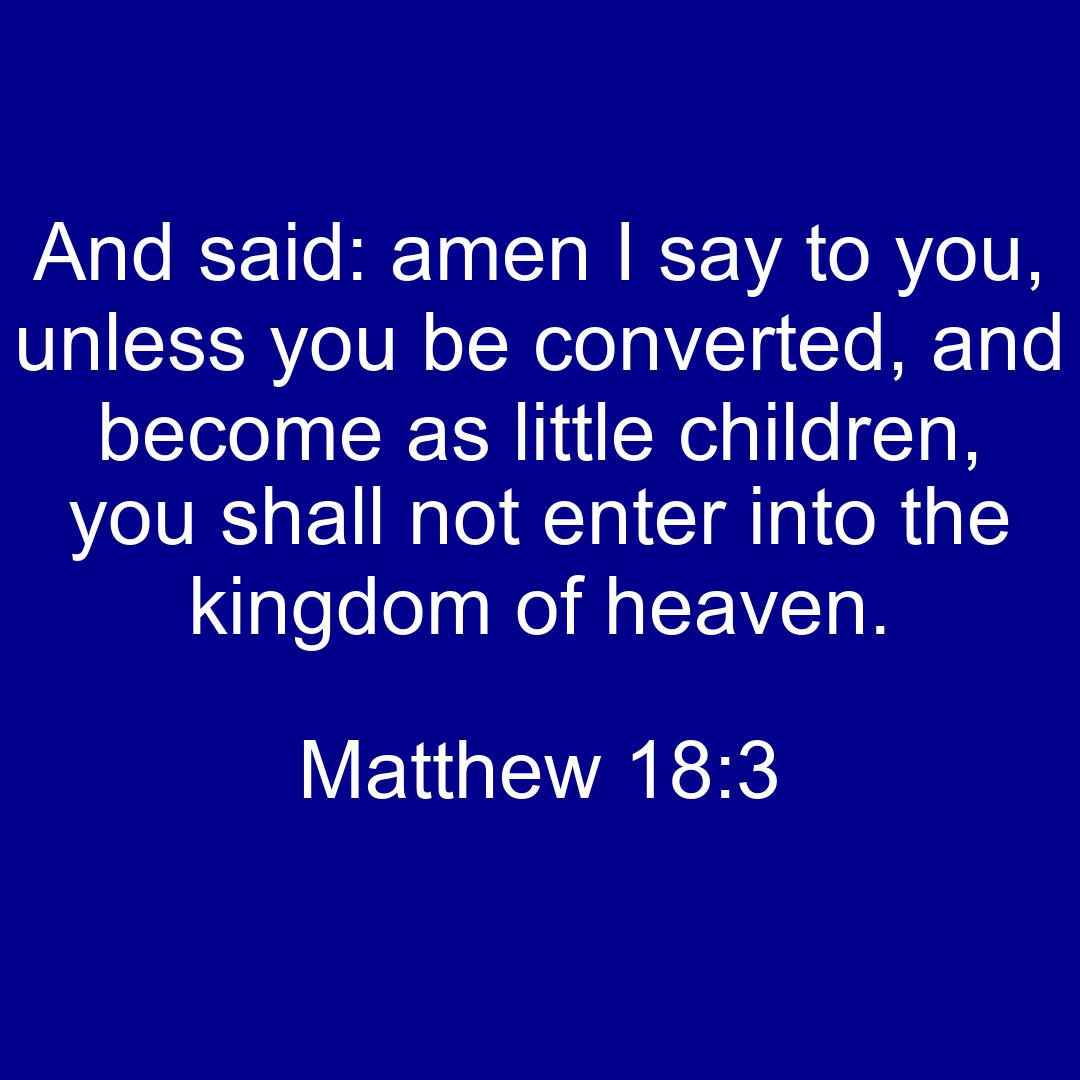 And said: amen I say to you,
unless you be converted, and
become as little children,
you shall not enter into the
kingdom of heaven.
Matthew 18:3